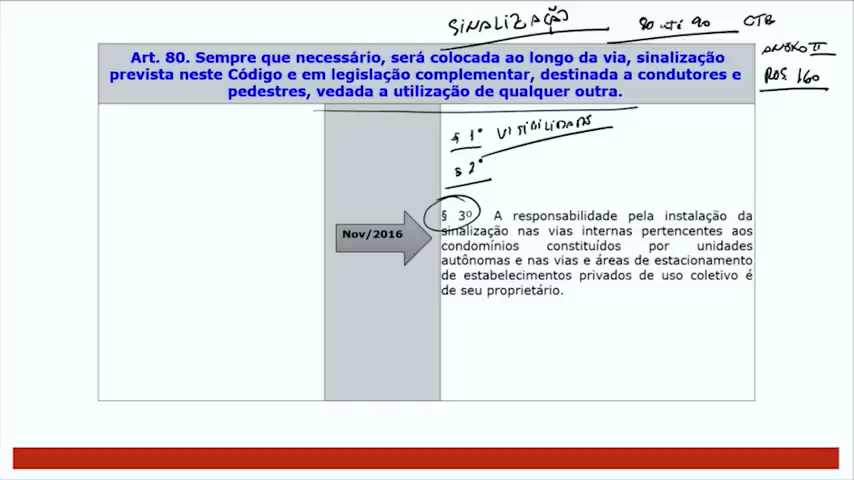 SINALIZAÇÃO 80 até 90 CTB
ANEXO II
RES 160
Art. 80. Sempre que necessário, será colocada ao longo da via, sinalização
prevista neste Código e em legislação complementar, destinada a condutores e
pedestres, vedada a utilização de qualquer outra.
§ 1º VISIBILIDADE
§ 2º
Nov/2016
§ 3º A responsabilidade pela instalação da
sinalização nas vias internas pertencentes aos
condomínios constituídos por unidades
autônomas e nas vias e áreas de estacionamento
de estabelecimentos privados de uso coletivo é
de seu proprietário.